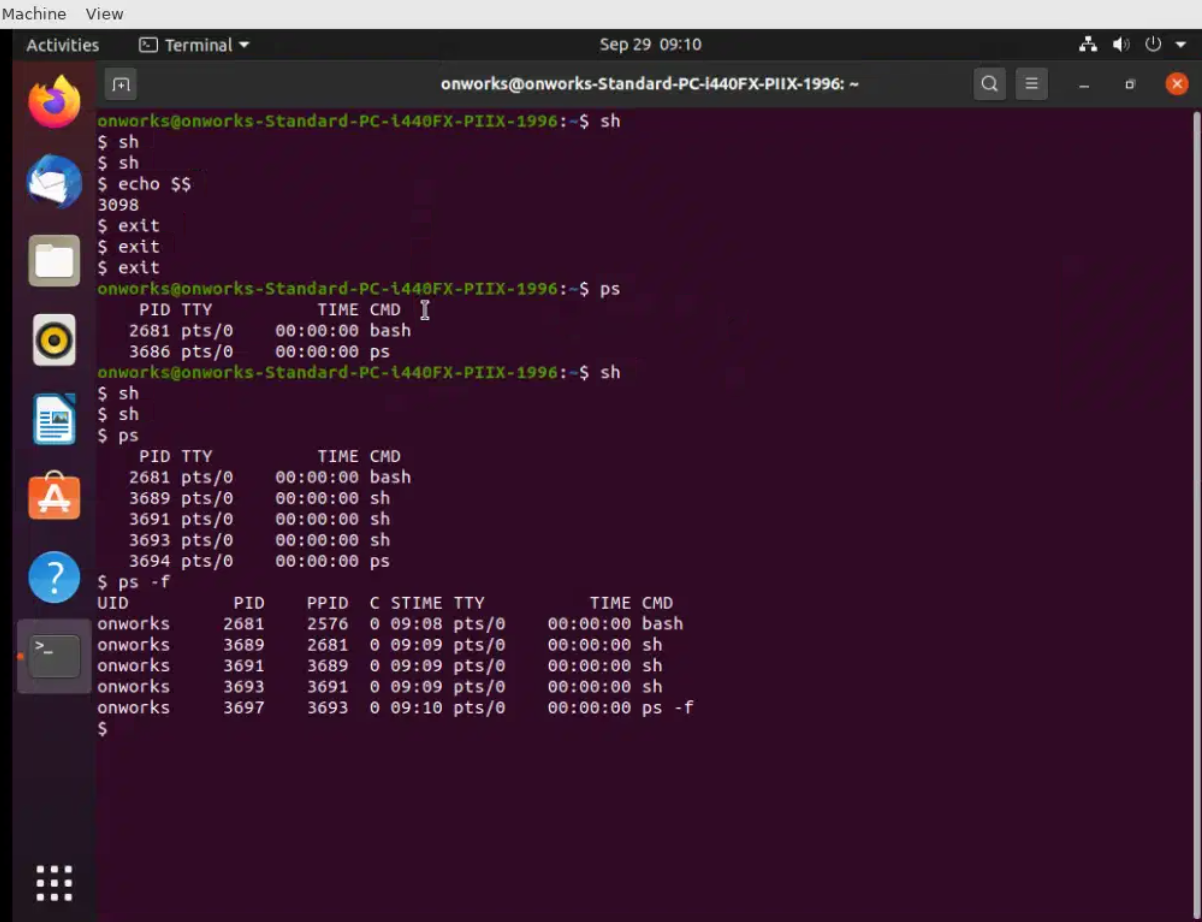 Machine View
Activities Terminal Sep 29 09:10
onworks@onworks-Standard-PC-i440FX-PIIX-1996: ~
onworks@onworks-Standard-PC-i440FX-PIIX-1996:~$ sh
$ sh
$ sh
$ echo $$
3098
$ exit
$ exit
$ exit
onworks@onworks-Standard-PC-i440FX-PIIX-1996:~$ ps
PID TTY TIME CMD
2681 pts/0 00:00:00 bash
3686 pts/0 00:00:00 ps
onworks@onworks-Standard-PC-i440FX-PIIX-1996:~$ sh
$ sh
$ sh
$ ps
PID TTY TIME CMD
2681 pts/0 00:00:00 bash
3689 pts/0 00:00:00 sh
3691 pts/0 00:00:00 sh
3693 pts/0 00:00:00 sh
3694 pts/0 00:00:00 ps
$ ps -f
UID PID PPID C STIME TTY TIME CMD
onworks 2681 2576 0 09:08 pts/0 00:00:00 bash
onworks 3689 2681 0 09:09 pts/0 00:00:00 sh
onworks 3691 3689 0 09:09 pts/0 00:00:00 sh
onworks 3693 3691 0 09:09 pts/0 00:00:00 sh
onworks 3697 3693 0 09:10 pts/0 00:00:00 ps -f
$